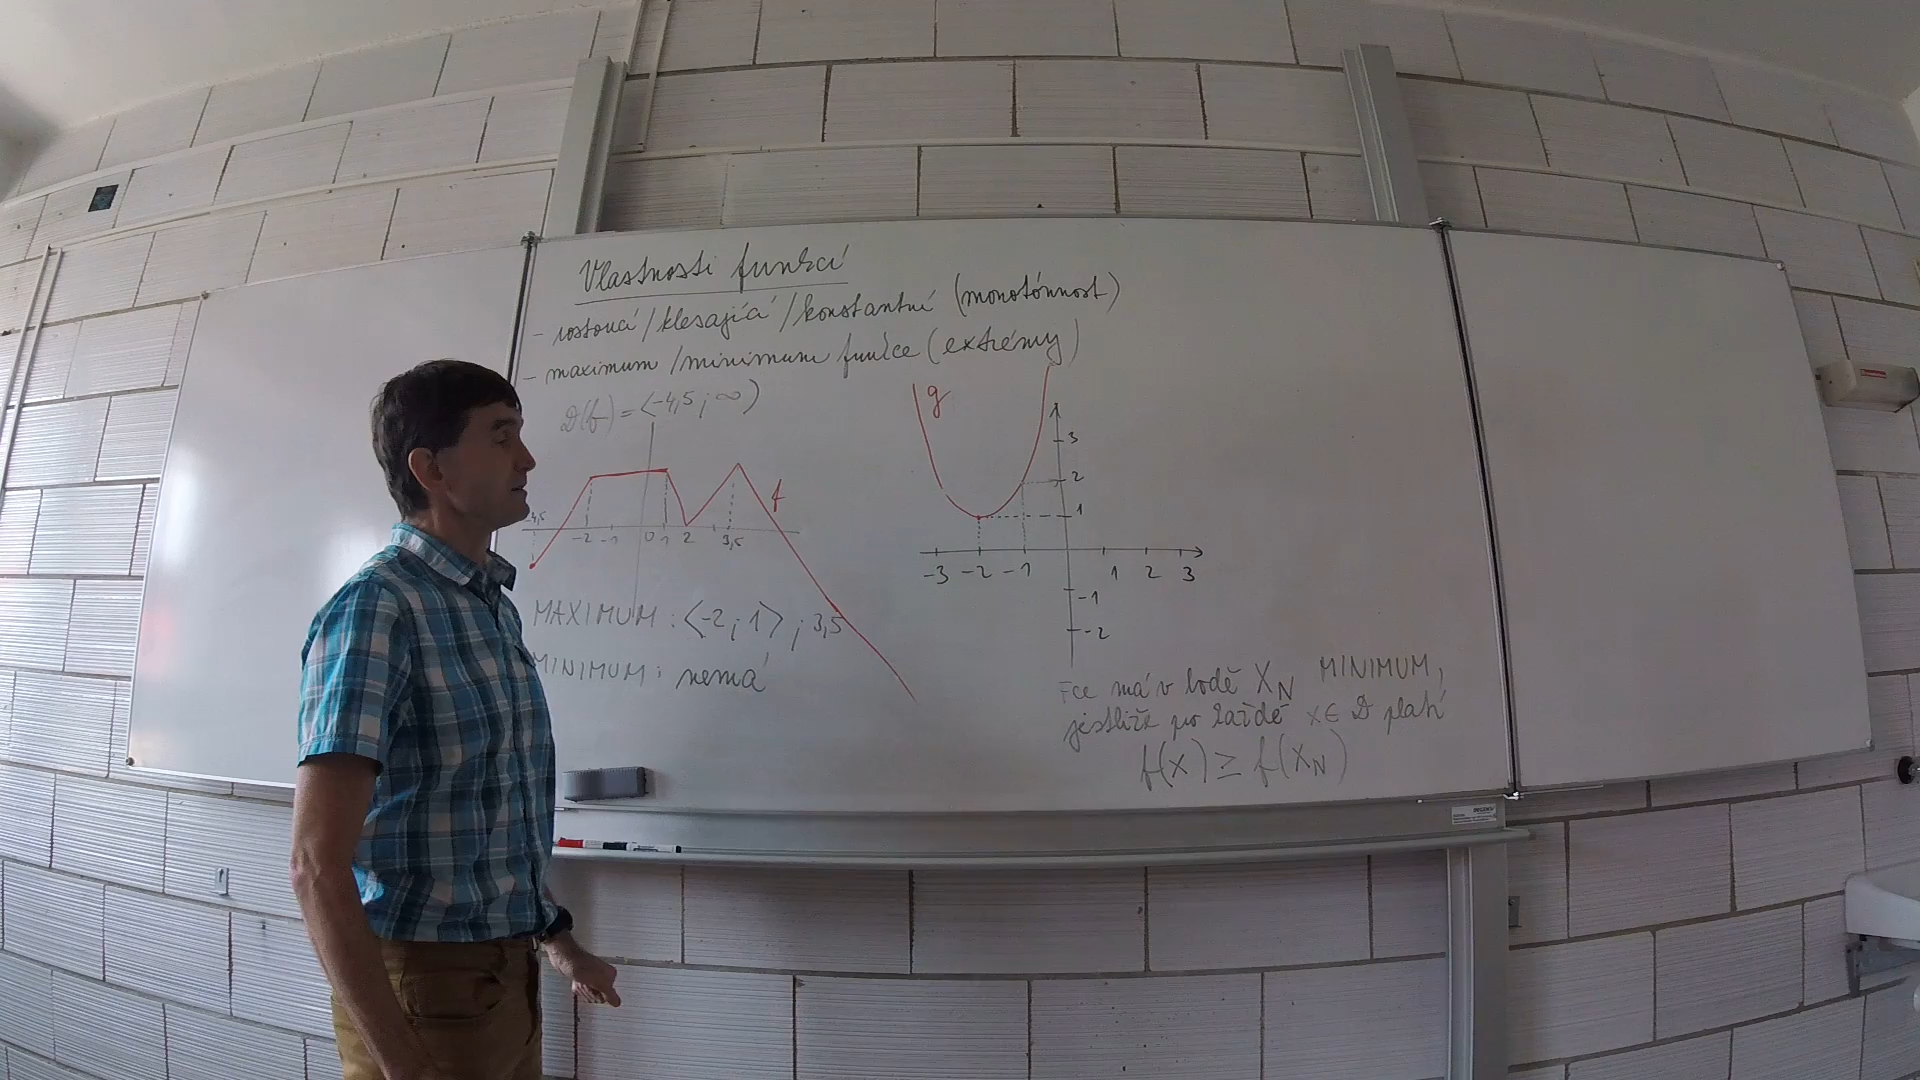 Vlastnosti funkcí
- rostoucí/klesající/konstantní (monotónnost)
- maximum/minimum funkce (extrémy)
D(f) = <-4,5; ∞)
f
-4,5 -2 -1 0 1 2 3,5
MAXIMUM: <-2; 1>; 3,5
MINIMUM: nemá
g
3
2
1
-3 -2 -1 1 2 3
-1
-2
Fce má v bodě XN MINIMUM,
jestliže pro každé x∈D platí
f(x) ≥ f(XN)